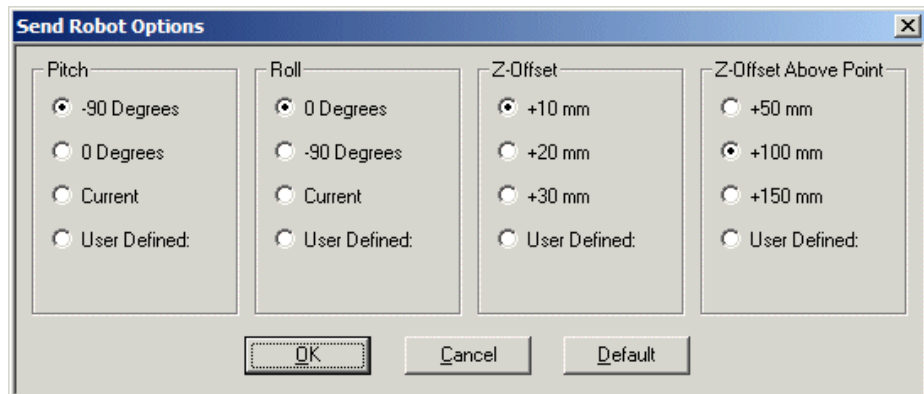 Send Robot Options
Pitch
-90 Degrees
0 Degrees
Current
User Defined:
Roll
0 Degrees
-90 Degrees
Current
User Defined:
Z-Offset
+10 mm
+20 mm
+30 mm
User Defined:
Z-Offset Above Point
+50 mm
+100 mm
+150 mm
User Defined:
OK
Cancel
Default